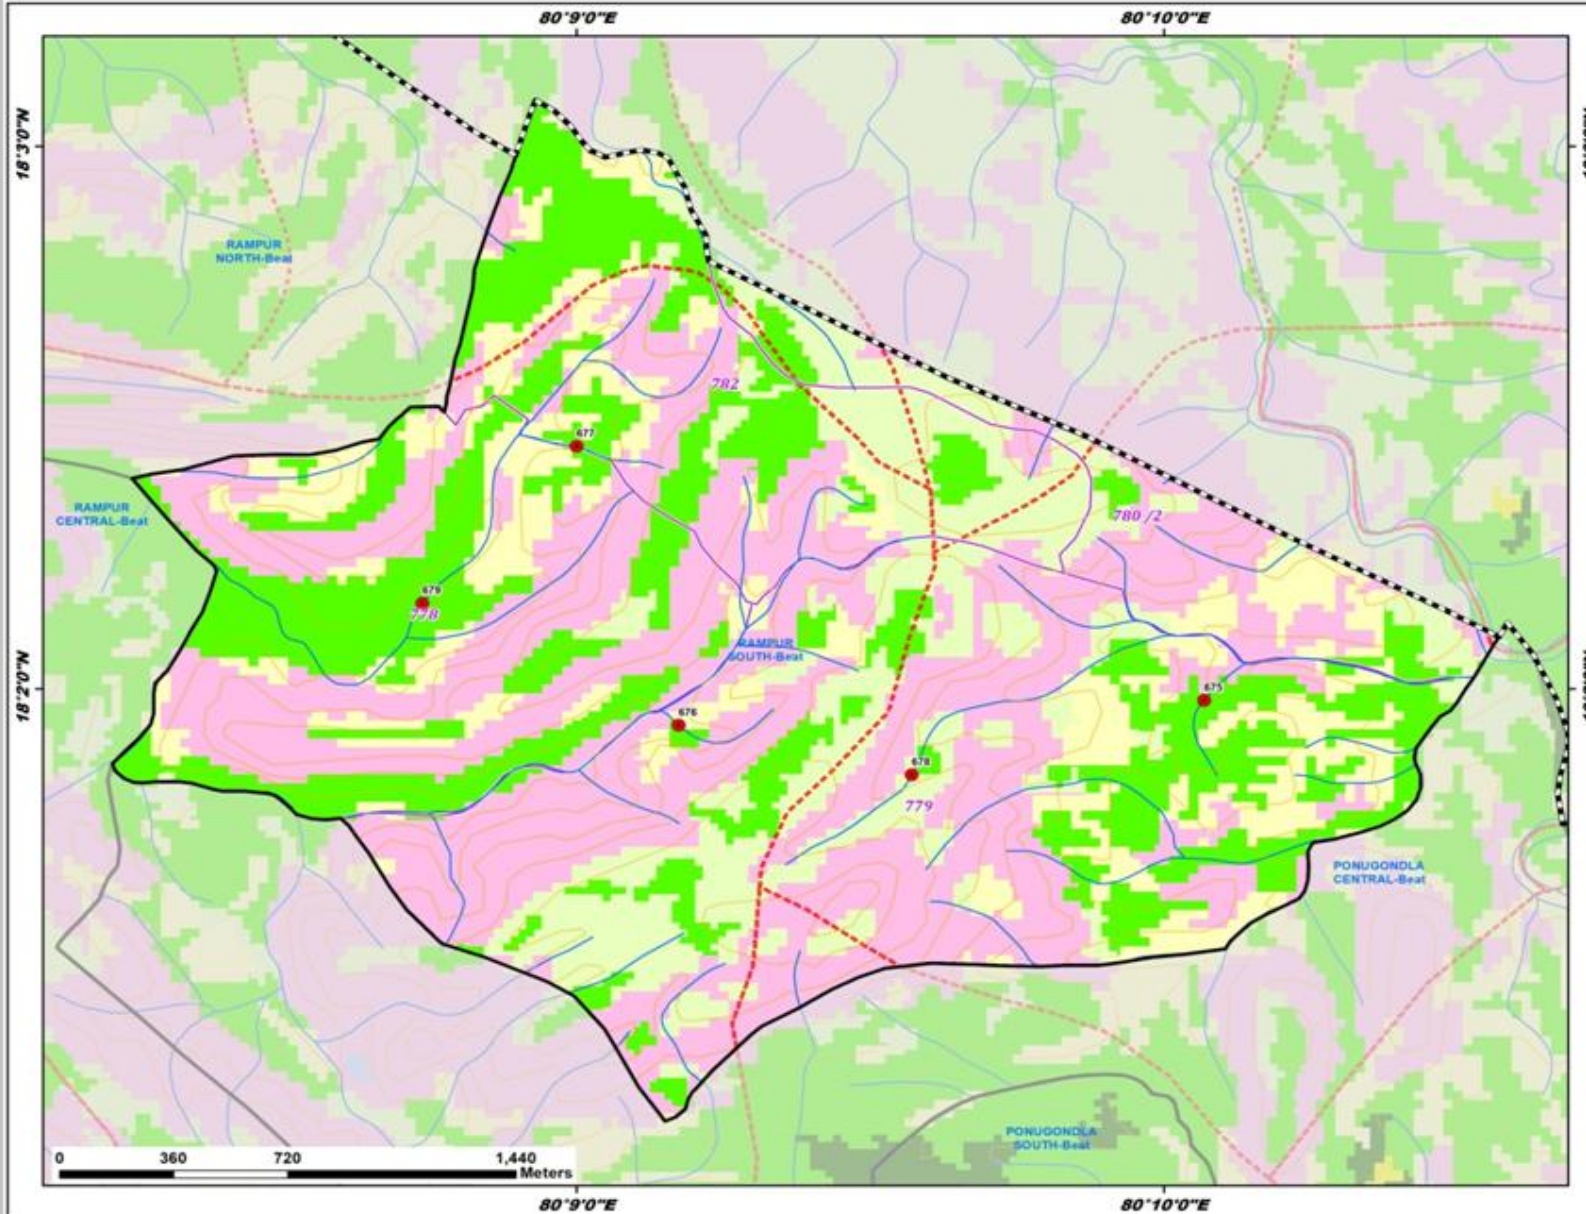 80°9'0"E
80°10'0"E
18°3'0"N
RAMPUR
NORTH-Beat
782
677
RAMPUR
CENTRAL-Beat
780 /2
679
778
RAMPUR
SOUTH-Beat
18°2'0"N
675
676
678
779
PONUGONDLA
CENTRAL-Beat
PONUGONDLA
SOUTH-Beat
0
360
720
1,440
Meters
80°9'0"E
80°10'0"E